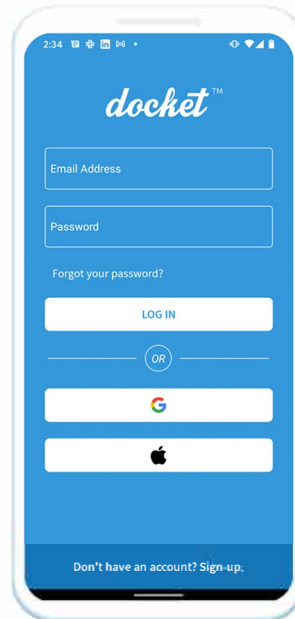 2:34
docket™
Email Address
Password
Forgot your password?
LOG IN
OR
Don't have an account? Sign-up.